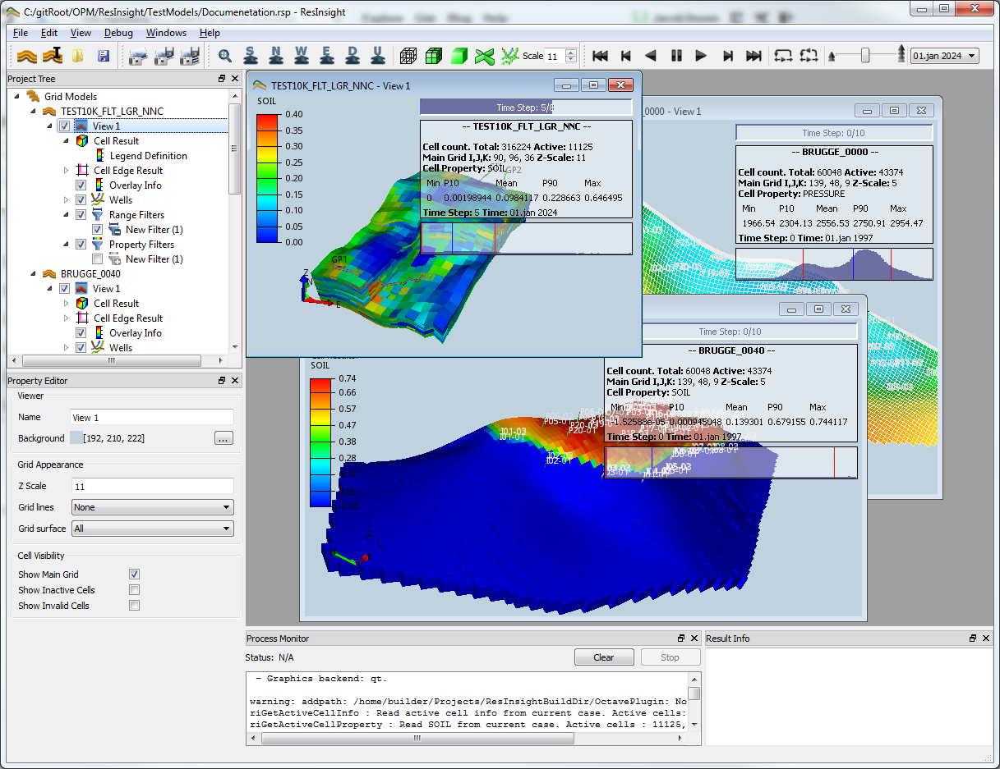 C:/gitRoot/OPM/ResInsight/TestModels/Documenetation.rsp - ResInsight
File Edit View Debug Windows Help
S N W E D U Scale 11 01.jan 2024
Project Tree
Grid Models
TEST10K_FLT_LGR_NNC
View 1
Cell Result
Legend Definition
Cell Edge Result
Overlay Info
Wells
Range Filters
New Filter (1)
Property Filters
New Filter (1)
BRUGGE_0040
View 1
Cell Result
Cell Edge Result
Overlay Info
Wells
Property Editor
Viewer
Name View 1
Background [192, 210, 222] ...
Grid Appearance
Z Scale 11
Grid lines None
Grid surface All
Cell Visibility
Show Main Grid
Show Inactive Cells
Show Invalid Cells
TEST10K_FLT_LGR_NNC - View 1
SOIL
0.40
0.35
0.30
0.25
0.20
0.15
0.10
0.05
0.00
Time Step: 5/8
-- TEST10K_FLT_LGR_NNC --
Cell count. Total: 316224 Active: 11125
Main Grid I,J,K: 90, 96, 36 Z-Scale: 11
Cell Property: SOIL
GP2
Min P10 Mean P90 Max
0 0.00198944 0.0984117 0.228663 0.646495
Time Step: 5 Time: 01.jan 2024
GP1
Z
N
E
_0000 - View 1
Time Step: 0/10
-- BRUGGE_0000 --
Cell count. Total: 60048 Active: 43374
Main Grid I,J,K: 139, 48, 9 Z-Scale: 5
Cell Property: PRESSURE
Min P10 Mean P90 Max
1966.54 2304.13 2556.53 2750.91 2954.47
Time Step: 0 Time: 01.jan 1997
Time Step: 0/10
-- BRUGGE_0040 --
Cell count. Total: 60048 Active: 43374
Main Grid I,J,K: 139, 48, 9 Z-Scale: 5
Cell Property: SOIL
Min P10 Mean P90 Max
-1.52588e-05 -0.000945048 0.139301 0.679155 0.744117
Time Step: 0 Time: 01.jan 1997
SOIL
0.74
0.66
0.57
0.47
0.38
0.28
0.09
I01-03
I01-01
I02-01
P05-01
P20-01
Process Monitor
Status: N/A Clear Stop
- Graphics backend: qt.
warning: addpath: /home/builder/Projects/ResInsightBuildDir/OctavePlugin: No
riGetActiveCellInfo : Read active cell info from current case. Active cells:
riGetActiveCellProperty : Read SOIL from current case. Active cells : 11125,
Result Info